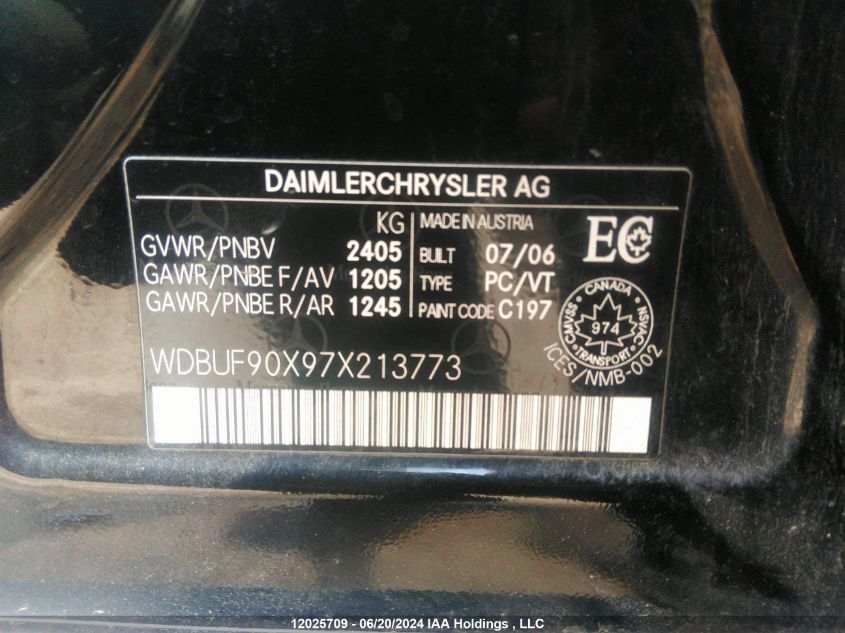 DAIMLERCHRYSLER AG
KG
GVWR/PNBV 2405
GAWR/PNBE F/AV 1205
GAWR/PNBE R/AR 1245
MADE IN AUSTRIA
BUILT 07/06
TYPE PC/VT
PAINT CODE C197
EC
CANADA
CMVSS 974 NSVAC
TRANSPORT
ICES/NMB-002
WDBUF90X97X213773
12025709 - 06/20/2024 IAA Holdings , LLC